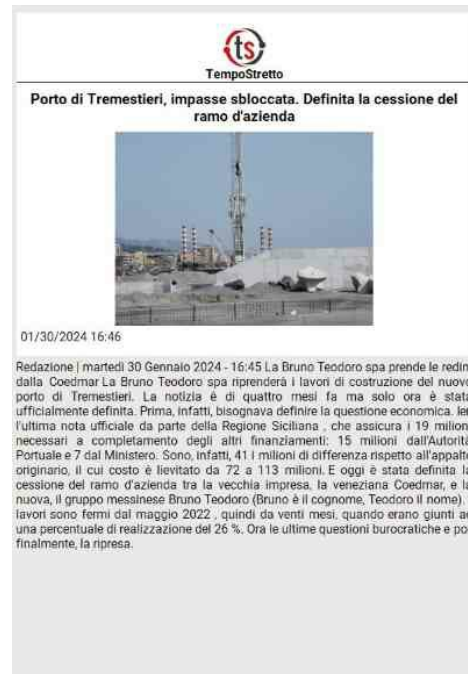 ts
TempoStretto
Porto di Tremestieri, impasse sbloccata. Definita la cessione del
ramo d'azienda
01/30/2024 16:46
Redazione | martedì 30 Gennaio 2024 - 16:45 La Bruno Teodoro spa prende le redin
dalla Coedmar La Bruno Teodoro spa riprenderà i lavori di costruzione del nuovo
porto di Tremestieri. La notizia è di quattro mesi fa ma solo ora è stata
ufficialmente definita. Prima, infatti, bisognava definire la questione economica. Ier
l'ultima nota ufficiale da parte della Regione Siciliana , che assicura i 19 milion
necessari a completamento degli altri finanziamenti: 15 milioni dall'Autorità
Portuale e 7 dal Ministero. Sono, infatti, 41 i milioni di differenza rispetto all'appalto
originario, il cui costo è lievitato da 72 a 113 milioni. E oggi è stata definita la
cessione del ramo d'azienda tra la vecchia impresa, la veneziana Coedmar, e la
nuova, il gruppo messinese Bruno Teodoro (Bruno è il cognome, Teodoro il nome).
lavori sono fermi dal maggio 2022 , quindi da venti mesi, quando erano giunti ad
una percentuale di realizzazione del 26 %. Ora le ultime questioni burocratiche e po
finalmente, la ripresa.